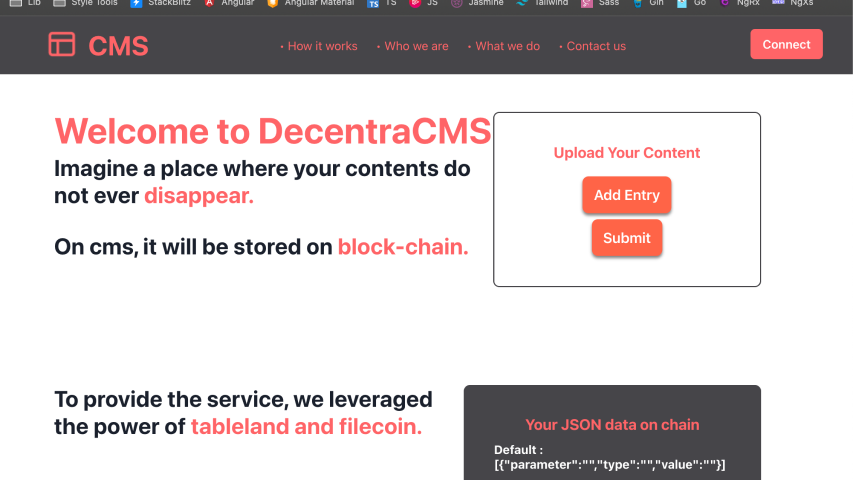 Lib Style Tools StackBlitz Angular Angular Material TS JS Jasmine Tailwind Sass Gin Go NgRx NgXs
CMS
• How it works • Who we are • What we do • Contact us
Connect
Welcome to DecentraCMS
Imagine a place where your contents do
not ever disappear.
On cms, it will be stored on block-chain.
Upload Your Content
Add Entry
Submit
To provide the service, we leveraged
the power of tableland and filecoin.
Your JSON data on chain
Default :
[{"parameter":"","type":"","value":""}]